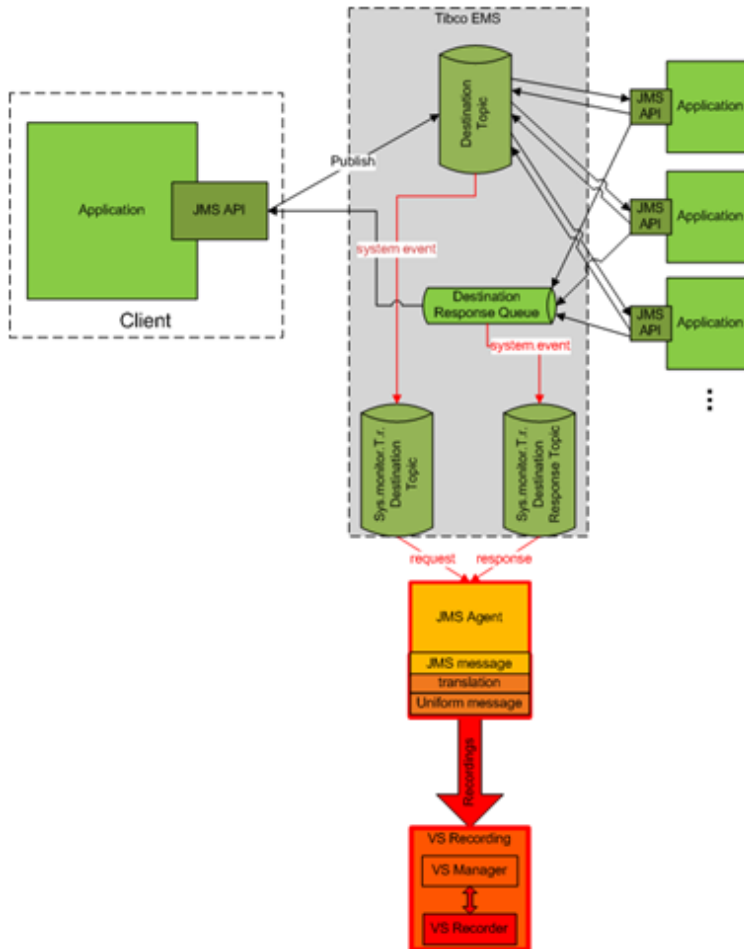 Tibco EMS
Destination
Topic
JMS
API
Application
Publish
Application
JMS API
Client
JMS
API
Application
system event
Destination
Response Queue
JMS
API
Application
system.event
Sys.monitor.T.r.
Destination
Topic
Sys.monitor.T.r.
Destination
Response Topic
request
response
JMS Agent
JMS message
translation
Uniform message
Recordings
VS Recording
VS Manager
VS Recorder